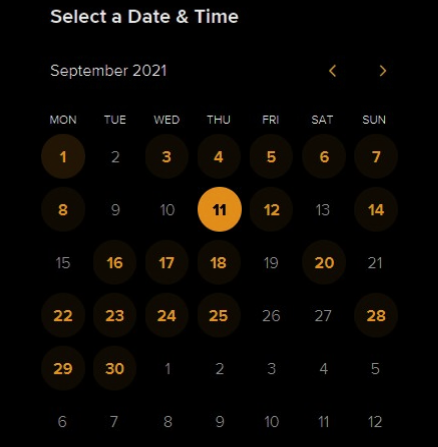 Select a Date & Time
September 2021 < >
MON TUE WED THU FRI SAT SUN
1 2 3 4 5 6 7
8 9 10 11 12 13 14
15 16 17 18 19 20 21
22 23 24 25 26 27 28
29 30 1 2 3 4 5
6 7 8 9 10 11 12